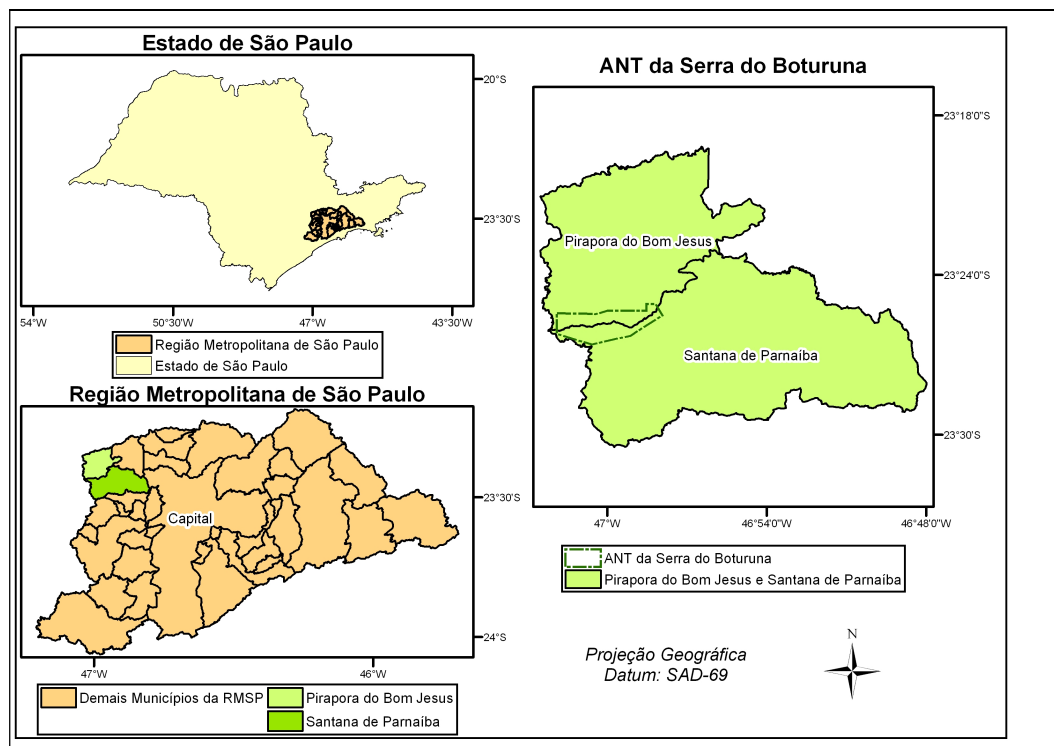 Estado de São Paulo
20°S
23°30'S
54°W
50°30'W
47°W
43°30'W
Região Metropolitana de São Paulo
Estado de São Paulo
Região Metropolitana de São Paulo
Capital
23°30'S
24°S
47°W
46°W
Demais Municípios da RMSP
Pirapora do Bom Jesus
Santana de Parnaíba
ANT da Serra do Boturuna
23°18'0"S
Pirapora do Bom Jesus
23°24'0"S
Santana de Parnaíba
23°30'S
47°W
46°54'0"W
46°48'0"W
ANT da Serra do Boturuna
Pirapora do Bom Jesus e Santana de Parnaíba
Projeção Geográfica
Datum: SAD-69
N